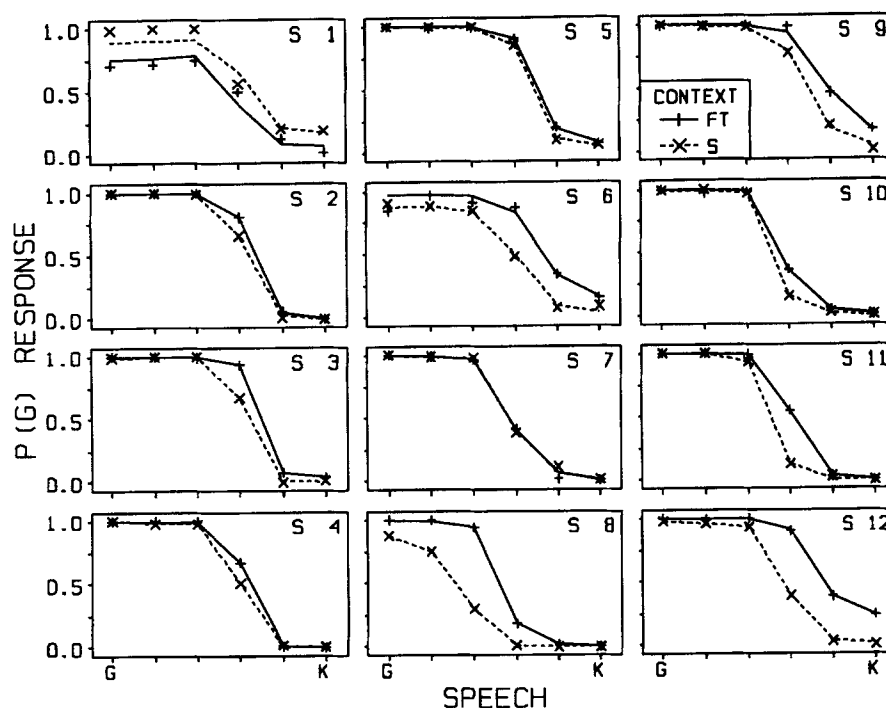 P(G) RESPONSE
1.0
0.5
0.0
S 1
S 5
S 9
CONTEXT
FT
S
1.0
0.5
0.0
S 2
S 6
S 10
1.0
0.5
0.0
S 3
S 7
S 11
1.0
0.5
0.0
S 4
S 8
S 12
G K
G K
G K
SPEECH